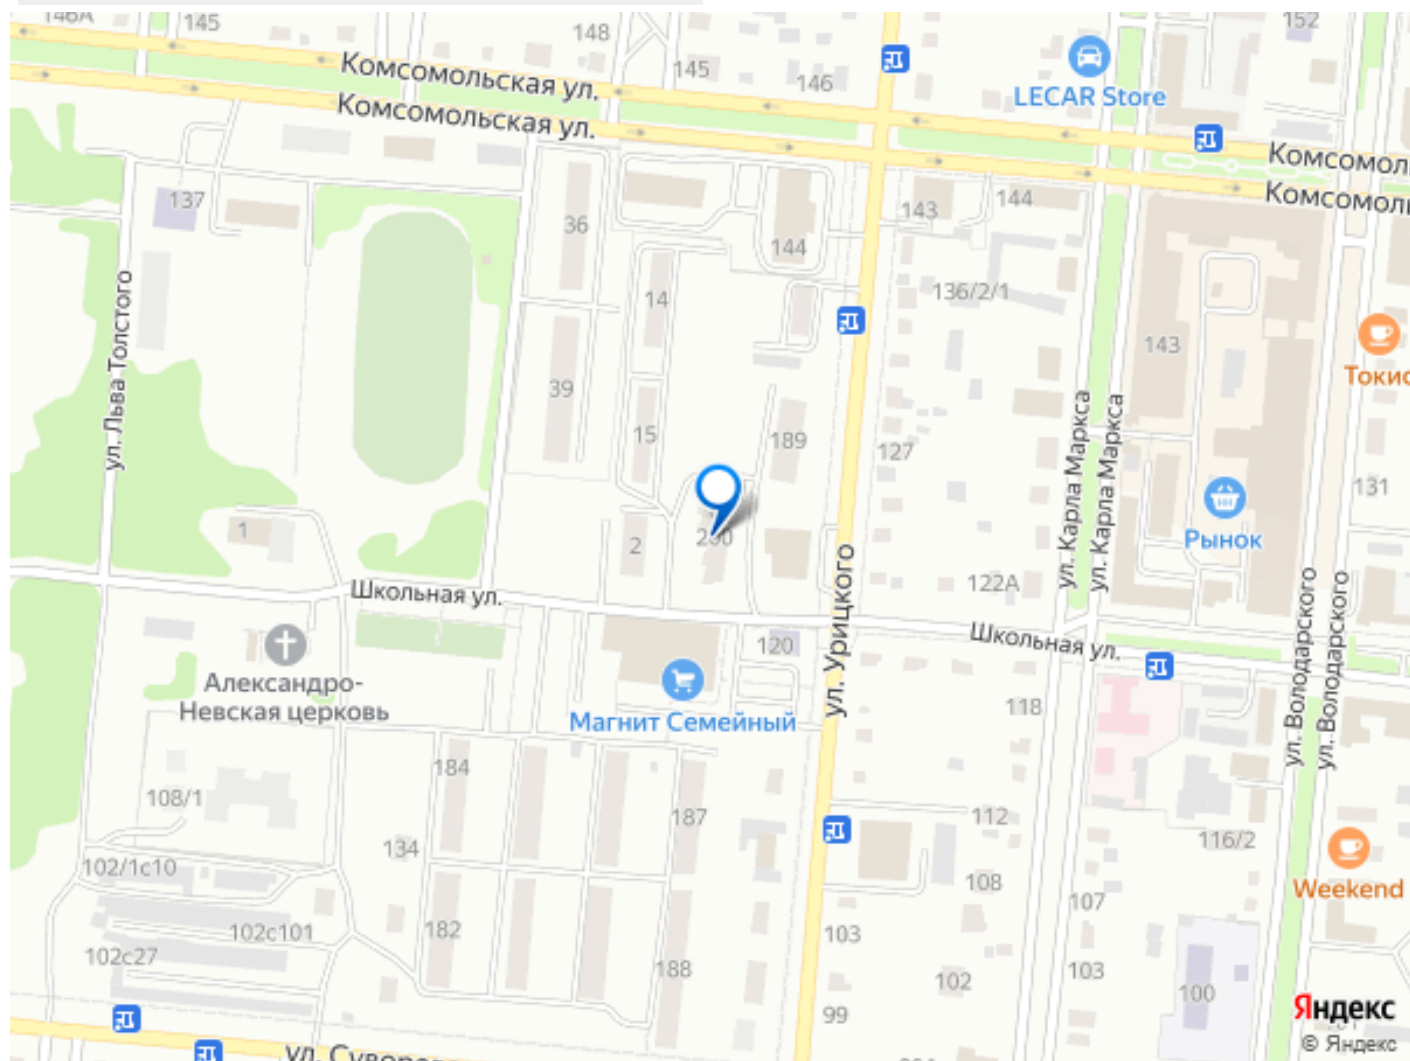 146А
145
148
152
Комсомольская ул.
145
146
LECAR Store
Комсомольская ул.
Комсомол
Комсомоль
137
36
144
143
144
136/2/1
14
ул. Льва Толстого
143
Токио
39
15
189
127
ул. Карла Маркса
ул. Карла Маркса
131
1
2
200
Рынок
Школьная ул.
122А
ул. Урицкого
Школьная ул.
120
ул. Володарского
ул. Володарского
Александро-
Невская церковь
Магнит Семейный
118
184
108/1
187
112
116/2
134
102/1с10
108
Weekend
107
182
102с101
103
102с27
188
103
102
100
99
Яндекс
© Яндекс
ул. Суворо